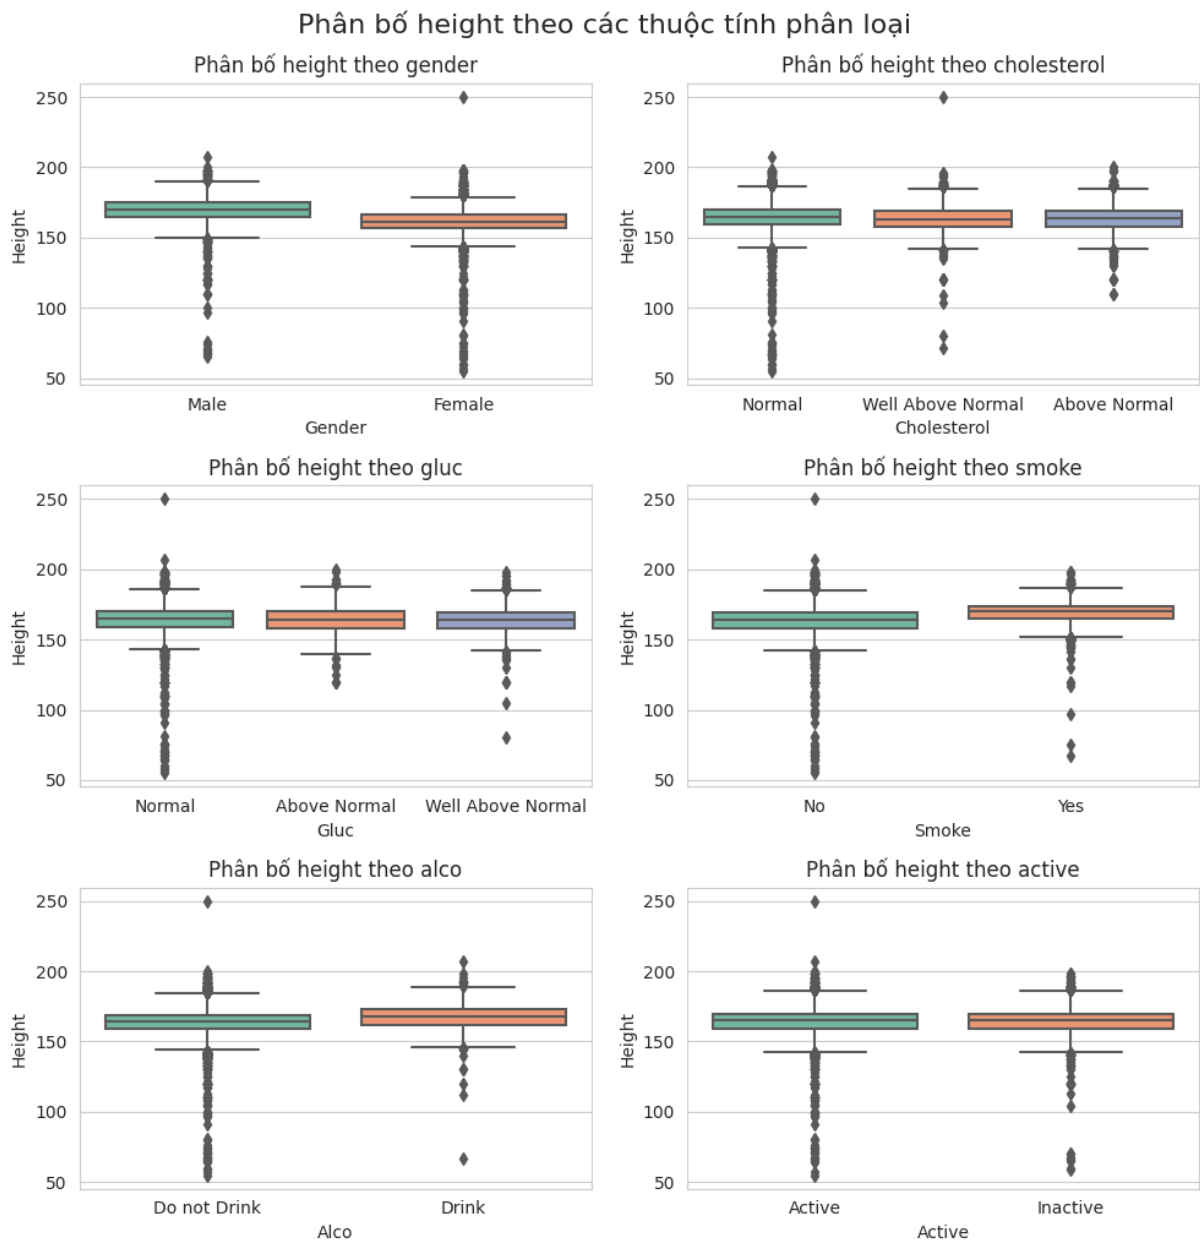 Phân bố height theo các thuộc tính phân loại
Phân bố height theo gender
250
200
150
100
50
Height
Male Female
Gender
Phân bố height theo cholesterol
250
200
150
100
50
Height
Normal Well Above Normal Above Normal
Cholesterol
Phân bố height theo gluc
250
200
150
100
50
Height
Normal Above Normal Well Above Normal
Gluc
Phân bố height theo smoke
250
200
150
100
50
Height
No Yes
Smoke
Phân bố height theo alco
250
200
150
100
50
Height
Do not Drink Drink
Alco
Phân bố height theo active
250
200
150
100
50
Height
Active Inactive
Active